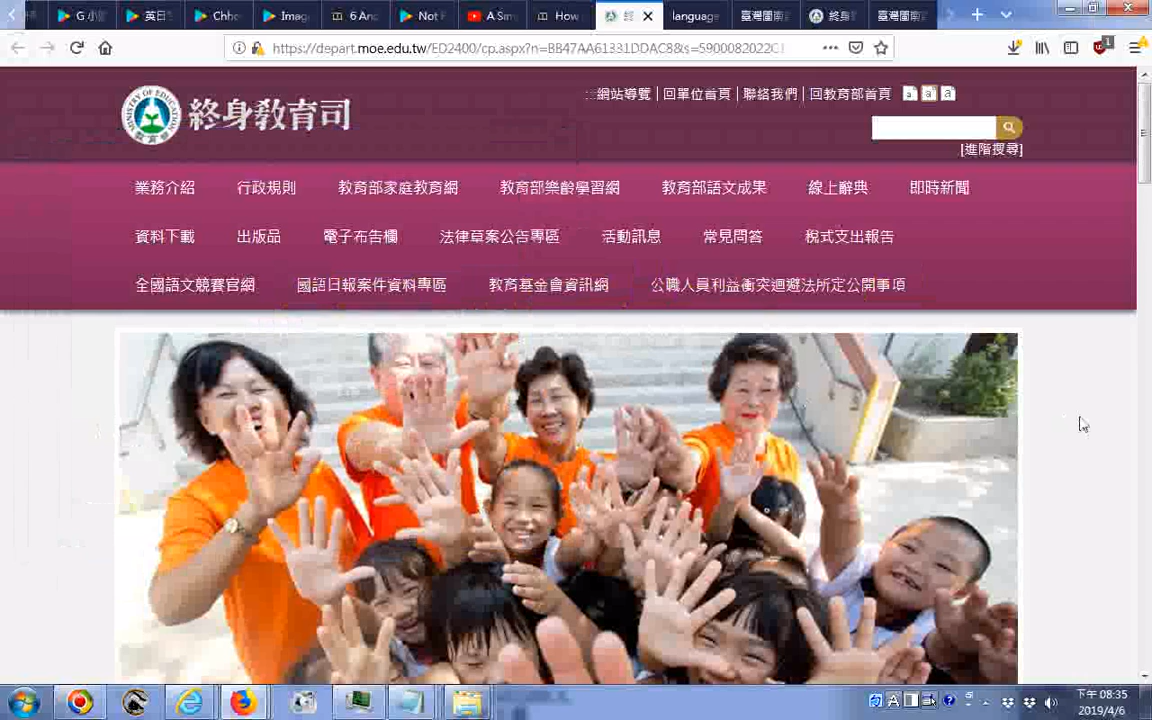 G 小
英日
Chh
Imag
6 An
Not
A Sm
How
language
臺灣閩南
終身
臺灣閩南
https://depart.moe.edu.tw/ED2400/cp.aspx?n=BB47AA61331DDAC8&s=5900082022C
1
MINISTRY OF EDUCATION 終身教育司
:::網站導覽 | 回單位首頁 | 聯絡我們 | 回教育部首頁 a a a
[進階搜尋]
業務介紹 行政規則 教育部家庭教育網 教育部樂齡學習網 教育部語文成果 線上辭典 即時新聞
資料下載 出版品 電子布告欄 法律草案公告專區 活動訊息 常見問答 稅式支出報告
全國語文競賽官網 國語日報案件資料專區 教育基金會資訊網 公職人員利益衝突迴避法所定公開事項
A
下午 08:35
2019/4/6